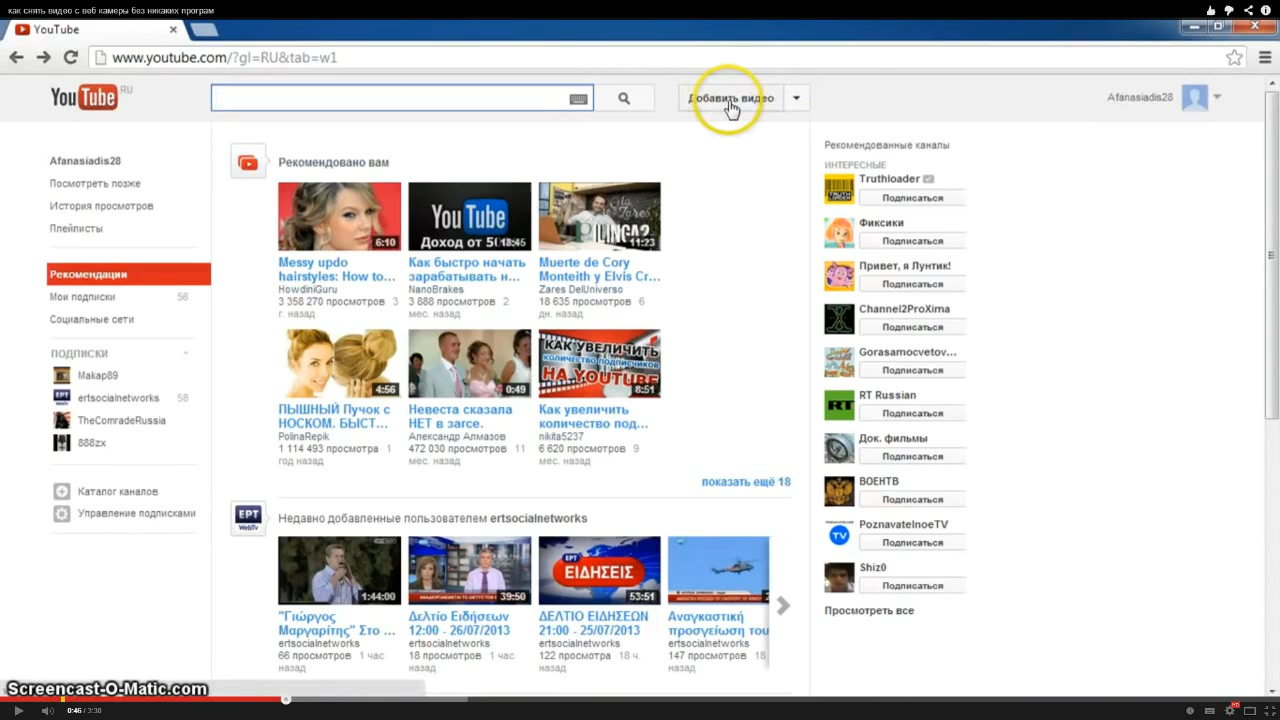 как снять видео с веб камеры без никаких програм
YouTube
www.youtube.com/?gl=RU&tab=w1
YouTube RU
Добавить видео
Afanasiadis28
Afanasiadis28
Посмотреть позже
История просмотров
Плейлисты
Рекомендации
Мои подписки 56
Социальные сети
ПОДПИСКИ
Makap89
ertsocialnetworks 58
TheComradeRussia
888zx
Каталог каналов
Управление подписками
Рекомендовано вам
6:10
YouTube
Доход от 5
18:45
11:23
Messy updo
hairstyles: How to...
HowdiniGuru
3 358 270 просмотров 3
г. назад
Как быстро начать
зарабатывать н...
NanoBrakes
3 888 просмотров 2
мес. назад
Muerte de Cory
Monteith y Elvis Cr...
Zares DelUniverso
18 635 просмотров 6
дн. назад
4:56
0:49
КАК УВЕЛИЧИТЬ
КОЛИЧЕСТВО ПОДПИСЧИКОВ
НА YOUTUBE
8:51
ПЫШНЫЙ Пучок с
НОСКОМ. БЫСТ...
PolinaRepik
1 114 493 просмотра 1
год назад
Невеста сказала
НЕТ в загсе.
Александр Алмазов
472 030 просмотров 11
мес. назад
Как увеличить
количество под...
nikita5237
6 620 просмотров 9
мес. назад
показать ещё 18
ЕРТ
WebTv
Недавно добавленные пользователем ertsocialnetworks
1:44:00
39:50
ΕΙΔΗΣΕΙΣ
53:51
"Γιώργος
Μαργαρίτης" Στο ...
ertsocialnetworks
66 просмотров 1 час
назад
Δελτίο Ειδήσεων
12:00 - 26/07/2013
ertsocialnetworks
18 просмотров 1 час
назад
ΔΕΛΤΙΟ ΕΙΔΗΣΕΩΝ
21:00 - 25/07/2013
ertsocialnetworks
122 просмотра 18 ч.
назад
Αναγκαστική
προσγείωση του
ertsocialnetworks
147 просмотров 18
назад
Рекомендованные каналы
ИНТЕРЕСНЫЕ
Truthloader
Подписаться
Фиксики
Подписаться
Привет, я Лунтик!
Подписаться
Channel2ProXima
Подписаться
Gorasamocvetov...
Подписаться
RT Russian
Подписаться
Док. фильмы
Подписаться
ВОЕНТВ
Подписаться
PoznavatelnoeTV
Подписаться
Shiz0
Подписаться
Просмотреть все
Screencast-O-Matic.com
0:46 / 3:30
HD